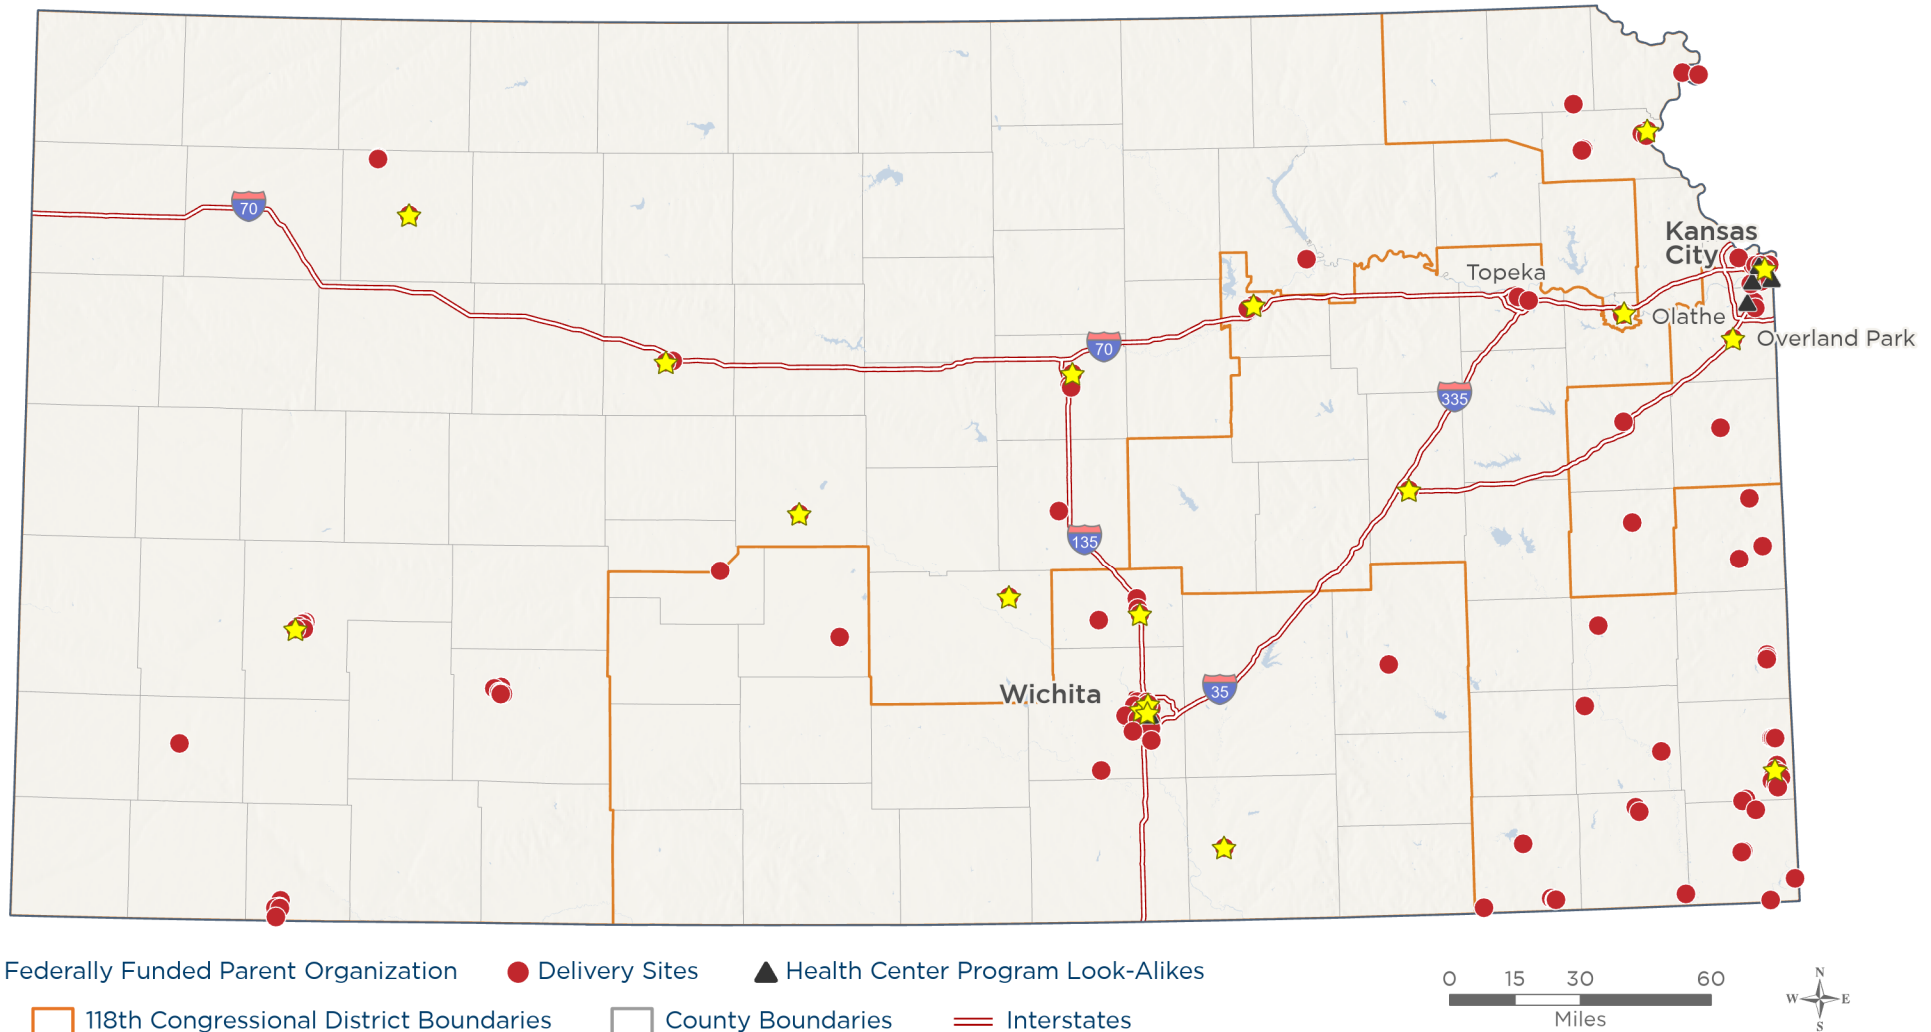 70
Kansas
City
Topeka
Olathe
Overland Park
70
335
135
Wichita
35
Federally Funded Parent Organization
Delivery Sites
Health Center Program Look-Alikes
0 15 30 60
Miles
N
W E
S
118th Congressional District Boundaries
County Boundaries
Interstates